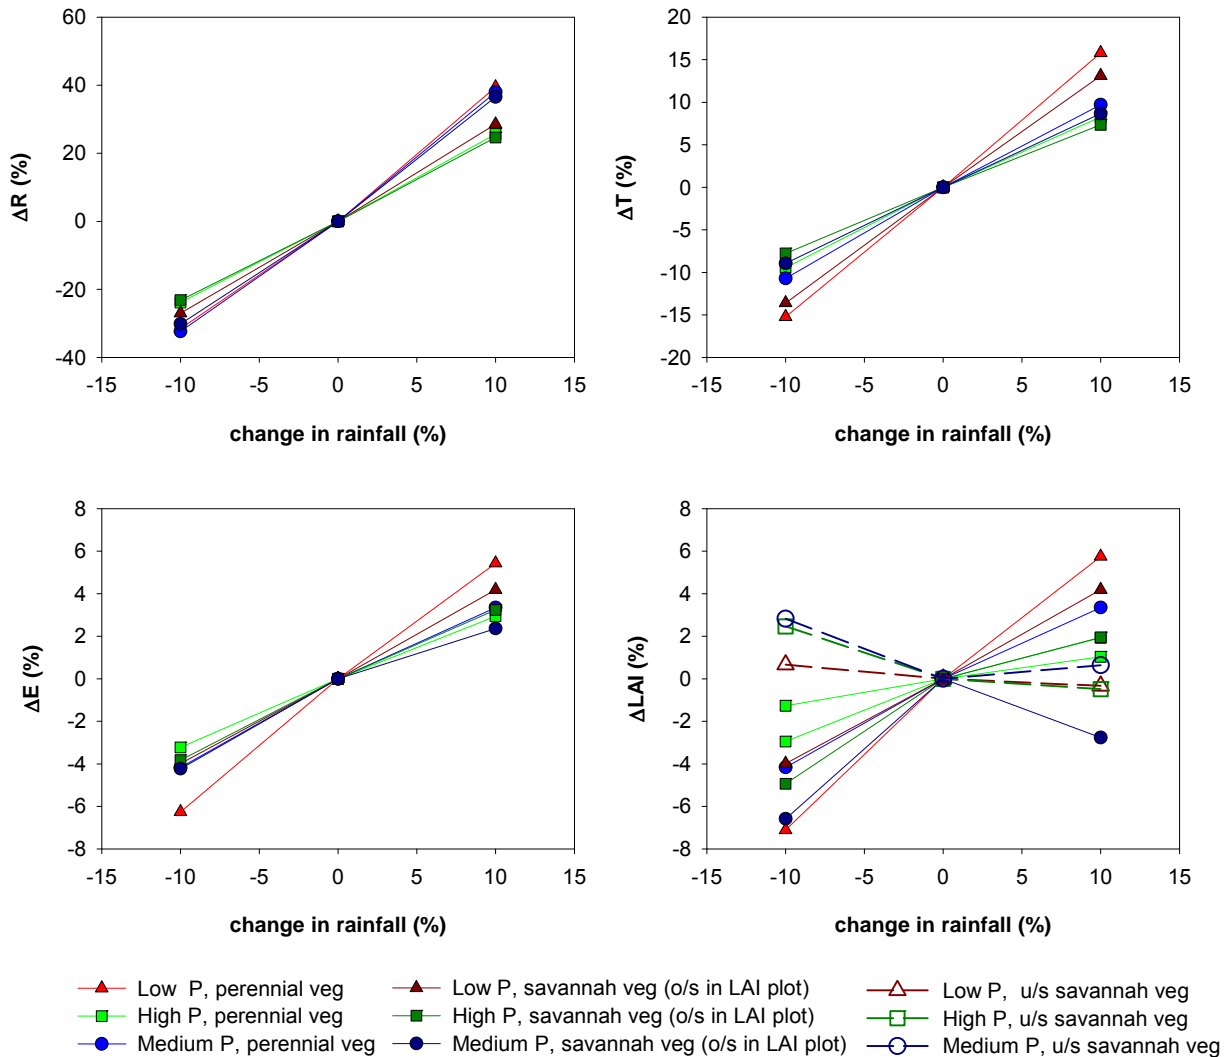 60
40
20
0
-20
-40
ΔR (%)
-15 -10 -5 0 5 10 15
change in rainfall (%)
20
15
10
5
0
-5
-10
-15
-20
ΔT (%)
-15 -10 -5 0 5 10 15
change in rainfall (%)
8
6
4
2
0
-2
-4
-6
-8
ΔE (%)
-15 -10 -5 0 5 10 15
change in rainfall (%)
8
6
4
2
0
-2
-4
-6
-8
ΔLAI (%)
-15 -10 -5 0 5 10 15
change in rainfall (%)
Low P, perennial veg
High P, perennial veg
Medium P, perennial veg
Low P, savannah veg (o/s in LAI plot)
High P, savannah veg (o/s in LAI plot)
Medium P, savannah veg (o/s in LAI plot)
Low P, u/s savannah veg
High P, u/s savannah veg
Medium P, u/s savannah veg